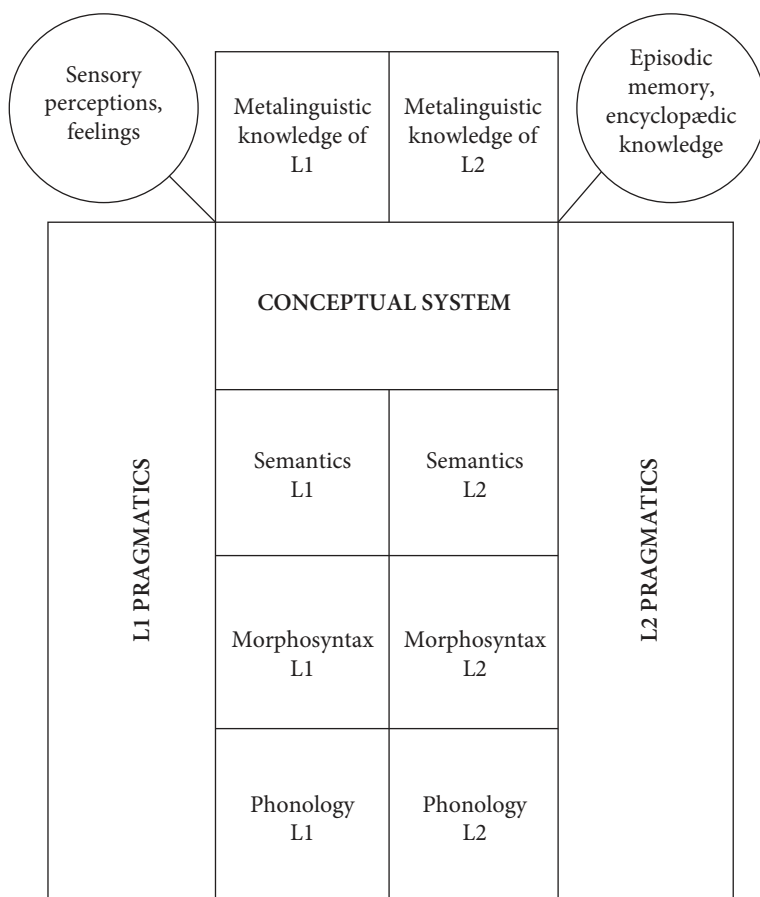 Sensory
perceptions,
feelings
Metalinguistic
knowledge of
L1
Metalinguistic
knowledge of
L2
Episodic
memory,
encyclopædic
knowledge
CONCEPTUAL SYSTEM
L1 PRAGMATICS
Semantics
L1
Semantics
L2
Morphosyntax
L1
Morphosyntax
L2
Phonology
L1
Phonology
L2
L2 PRAGMATICS